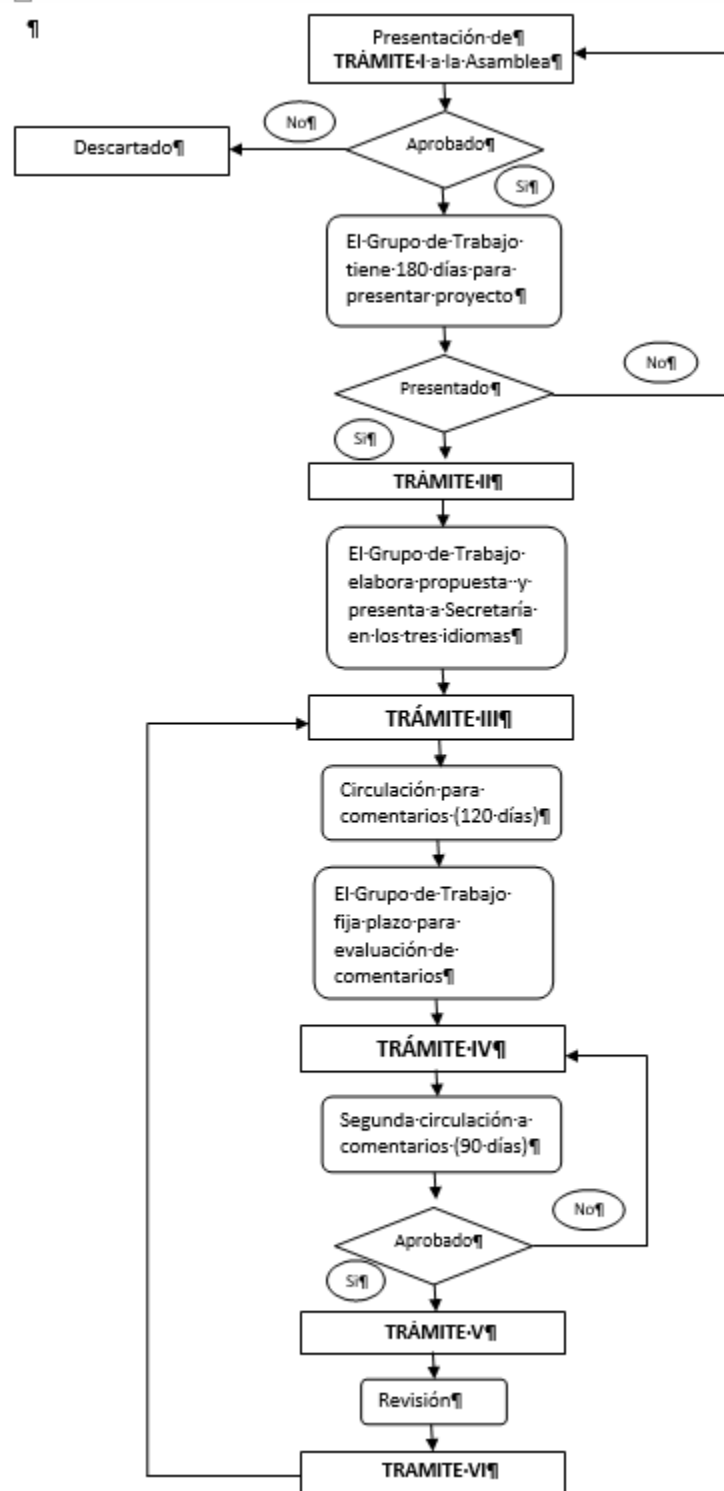 ¶
Presentación·de¶
TRÁMITE·I·a·la·Asamblea¶
No¶
Aprobado¶
Descartado¶
Si¶
El·Grupo·de·Trabajo·
tiene·180·días·para·
presentar·proyecto¶
No¶
Presentado¶
Si¶
TRÁMITE·II¶
El·Grupo·de·Trabajo·
elabora·propuesta··y·
presenta·a·Secretaría·
en·los·tres·idiomas¶
TRÁMITE·III¶
Circulación·para·
comentarios·(120·días)¶
El·Grupo·de·Trabajo·
fija·plazo·para·
evaluación·de·
comentarios¶
TRÁMITE·IV¶
Segunda·circulación·a·
comentarios·(90·días)¶
No¶
Aprobado¶
Si¶
TRÁMITE·V¶
Revisión¶
TRAMITE·VI¶